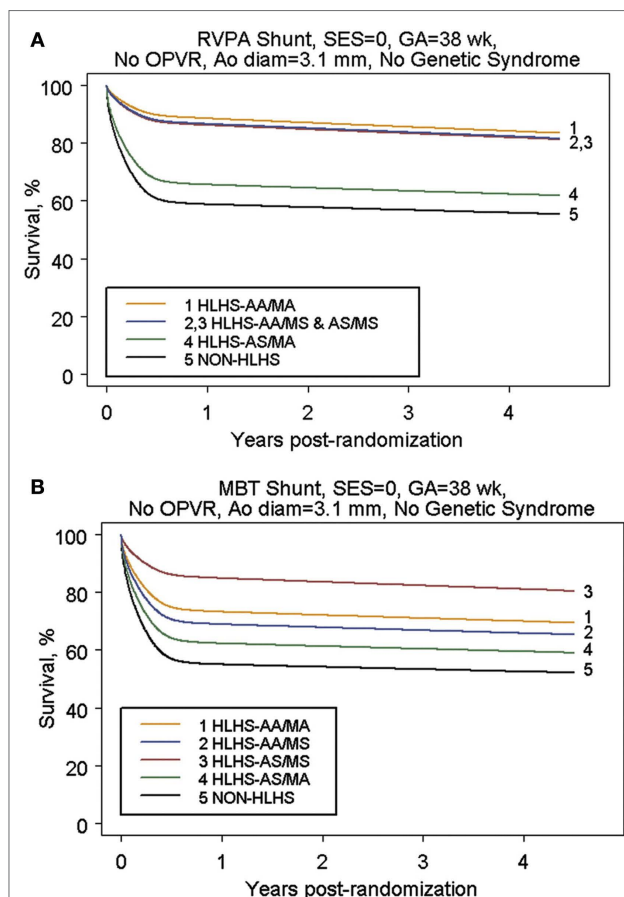 A
RVPA Shunt, SES=0, GA=38 wk,
No OPVR, Ao diam=3.1 mm, No Genetic Syndrome
100
80
60
40
20
0
Survival, %
1
2,3
4
5
1 HLHS-AA/MA
2,3 HLHS-AA/MS & AS/MS
4 HLHS-AS/MA
5 NON-HLHS
0 1 2 3 4
Years post-randomization
B
MBT Shunt, SES=0, GA=38 wk,
No OPVR, Ao diam=3.1 mm, No Genetic Syndrome
100
80
60
40
20
0
Survival, %
3
1
2
4
5
1 HLHS-AA/MA
2 HLHS-AA/MS
3 HLHS-AS/MS
4 HLHS-AS/MA
5 NON-HLHS
0 1 2 3 4
Years post-randomization